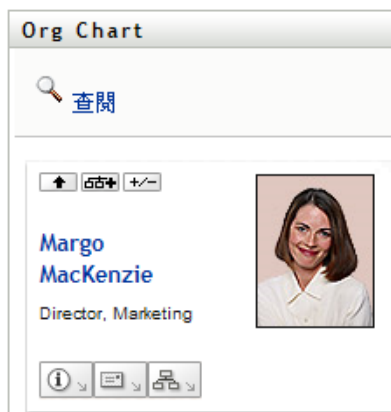 Org Chart
查閱
+/−
Margo
MacKenzie
Director, Marketing